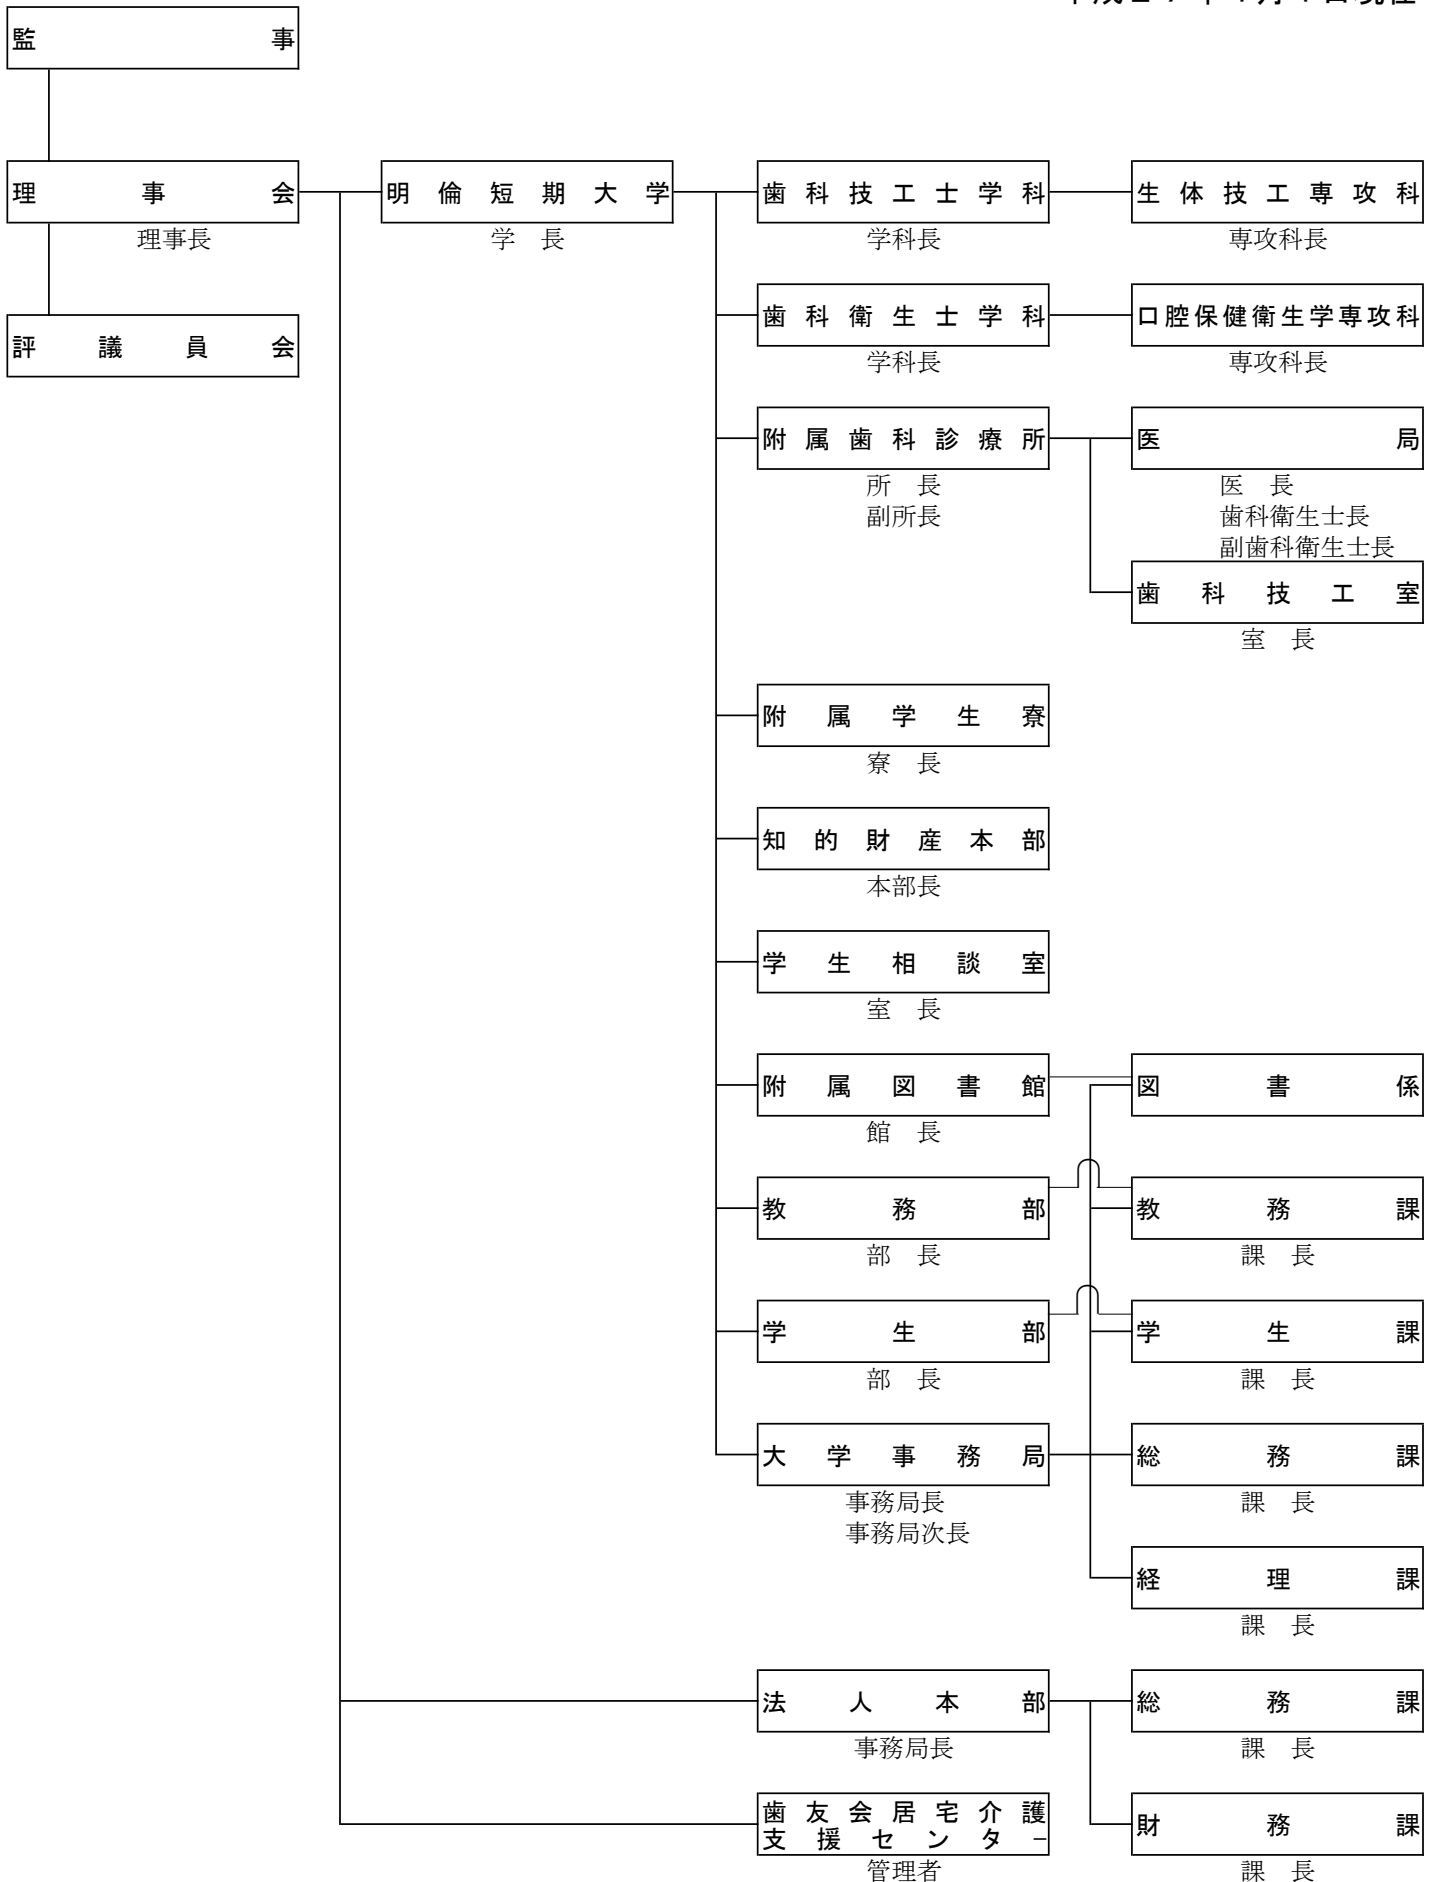 監事
理事会 明倫短期大学 歯科技工士学科 生体技工専攻科
理事長 学 長 学科長 専攻科長
歯科衛生士学科 口腔保健衛生学専攻科
評議員会
学科長 専攻科長
附属歯科診療所 医局
所 長 医 長
副所長 歯科衛生士長
副歯科衛生士長
歯科技工室
室 長
附属学生寮
寮 長
知的財産本部
本部長
学生相談室
室 長
附属図書館 図書係
館 長
教務部 教務課
部 長 課 長
学生部 学生課
部 長 課 長
大学事務局 総務課
事務局長 課 長
事務局次長
経理課
課 長
法人本部 総務課
事務局長 課 長
歯友会居宅介護
支援センタ－ 財務課
管理者 課 長